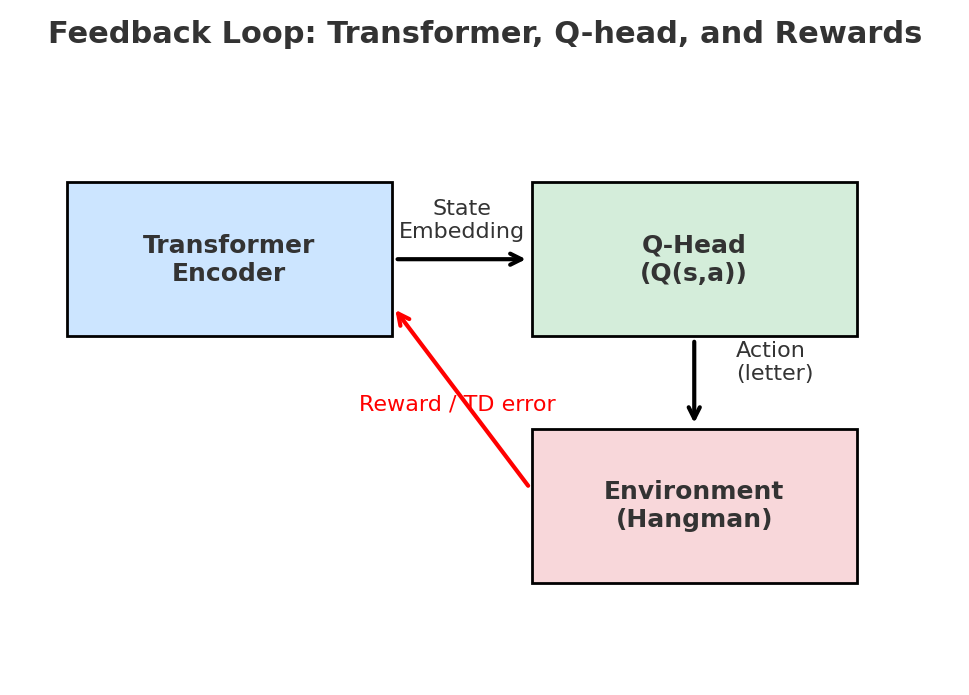 Feedback Loop: Transformer, Q-head, and Rewards
Transformer
Encoder
State
Embedding
Q-Head
(Q(s,a))
Action
(letter)
Reward / TD error
Environment
(Hangman)